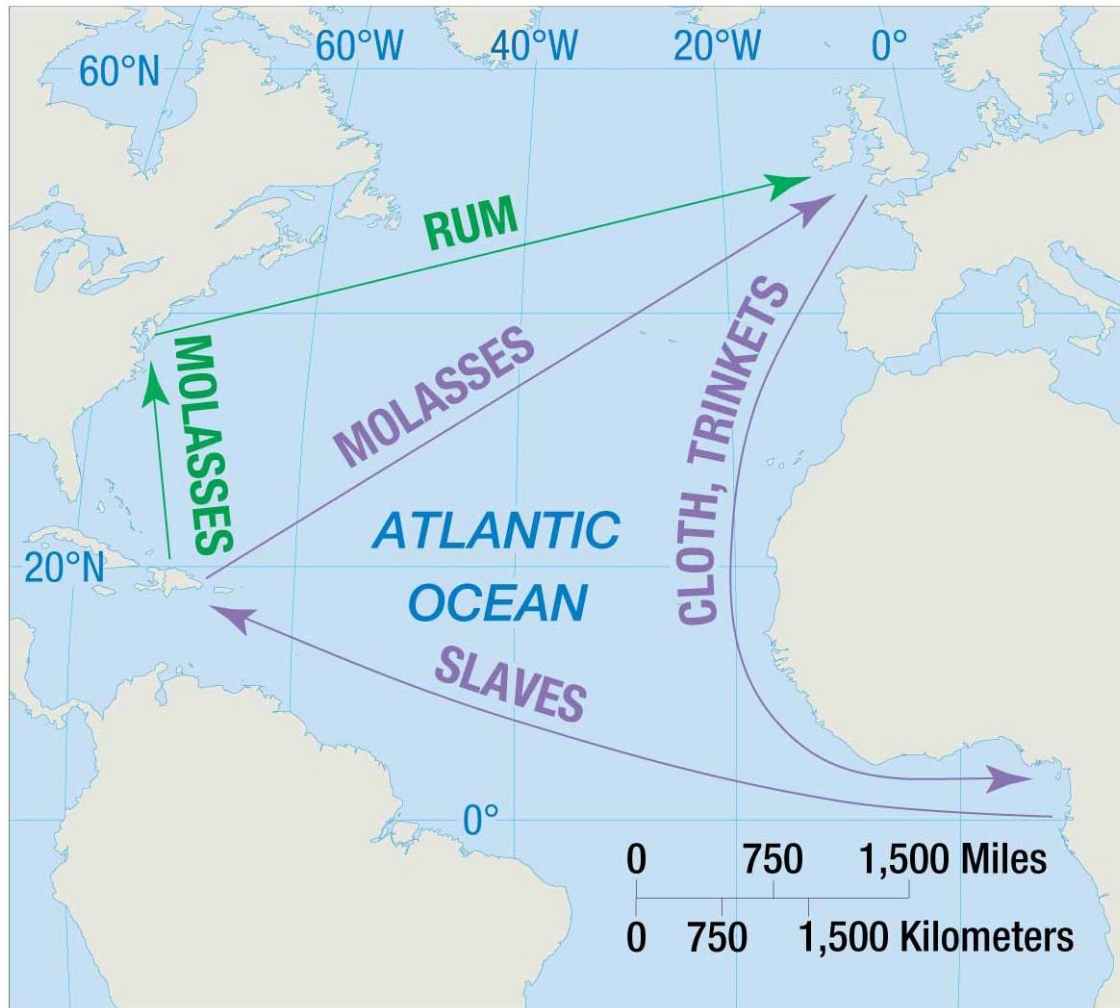 60°N 60°W 40°W 20°W 0°
RUM
MOLASSES
MOLASSES
CLOTH, TRINKETS
ATLANTIC
OCEAN
20°N
SLAVES
0°
0 750 1,500 Miles
0 750 1,500 Kilometers